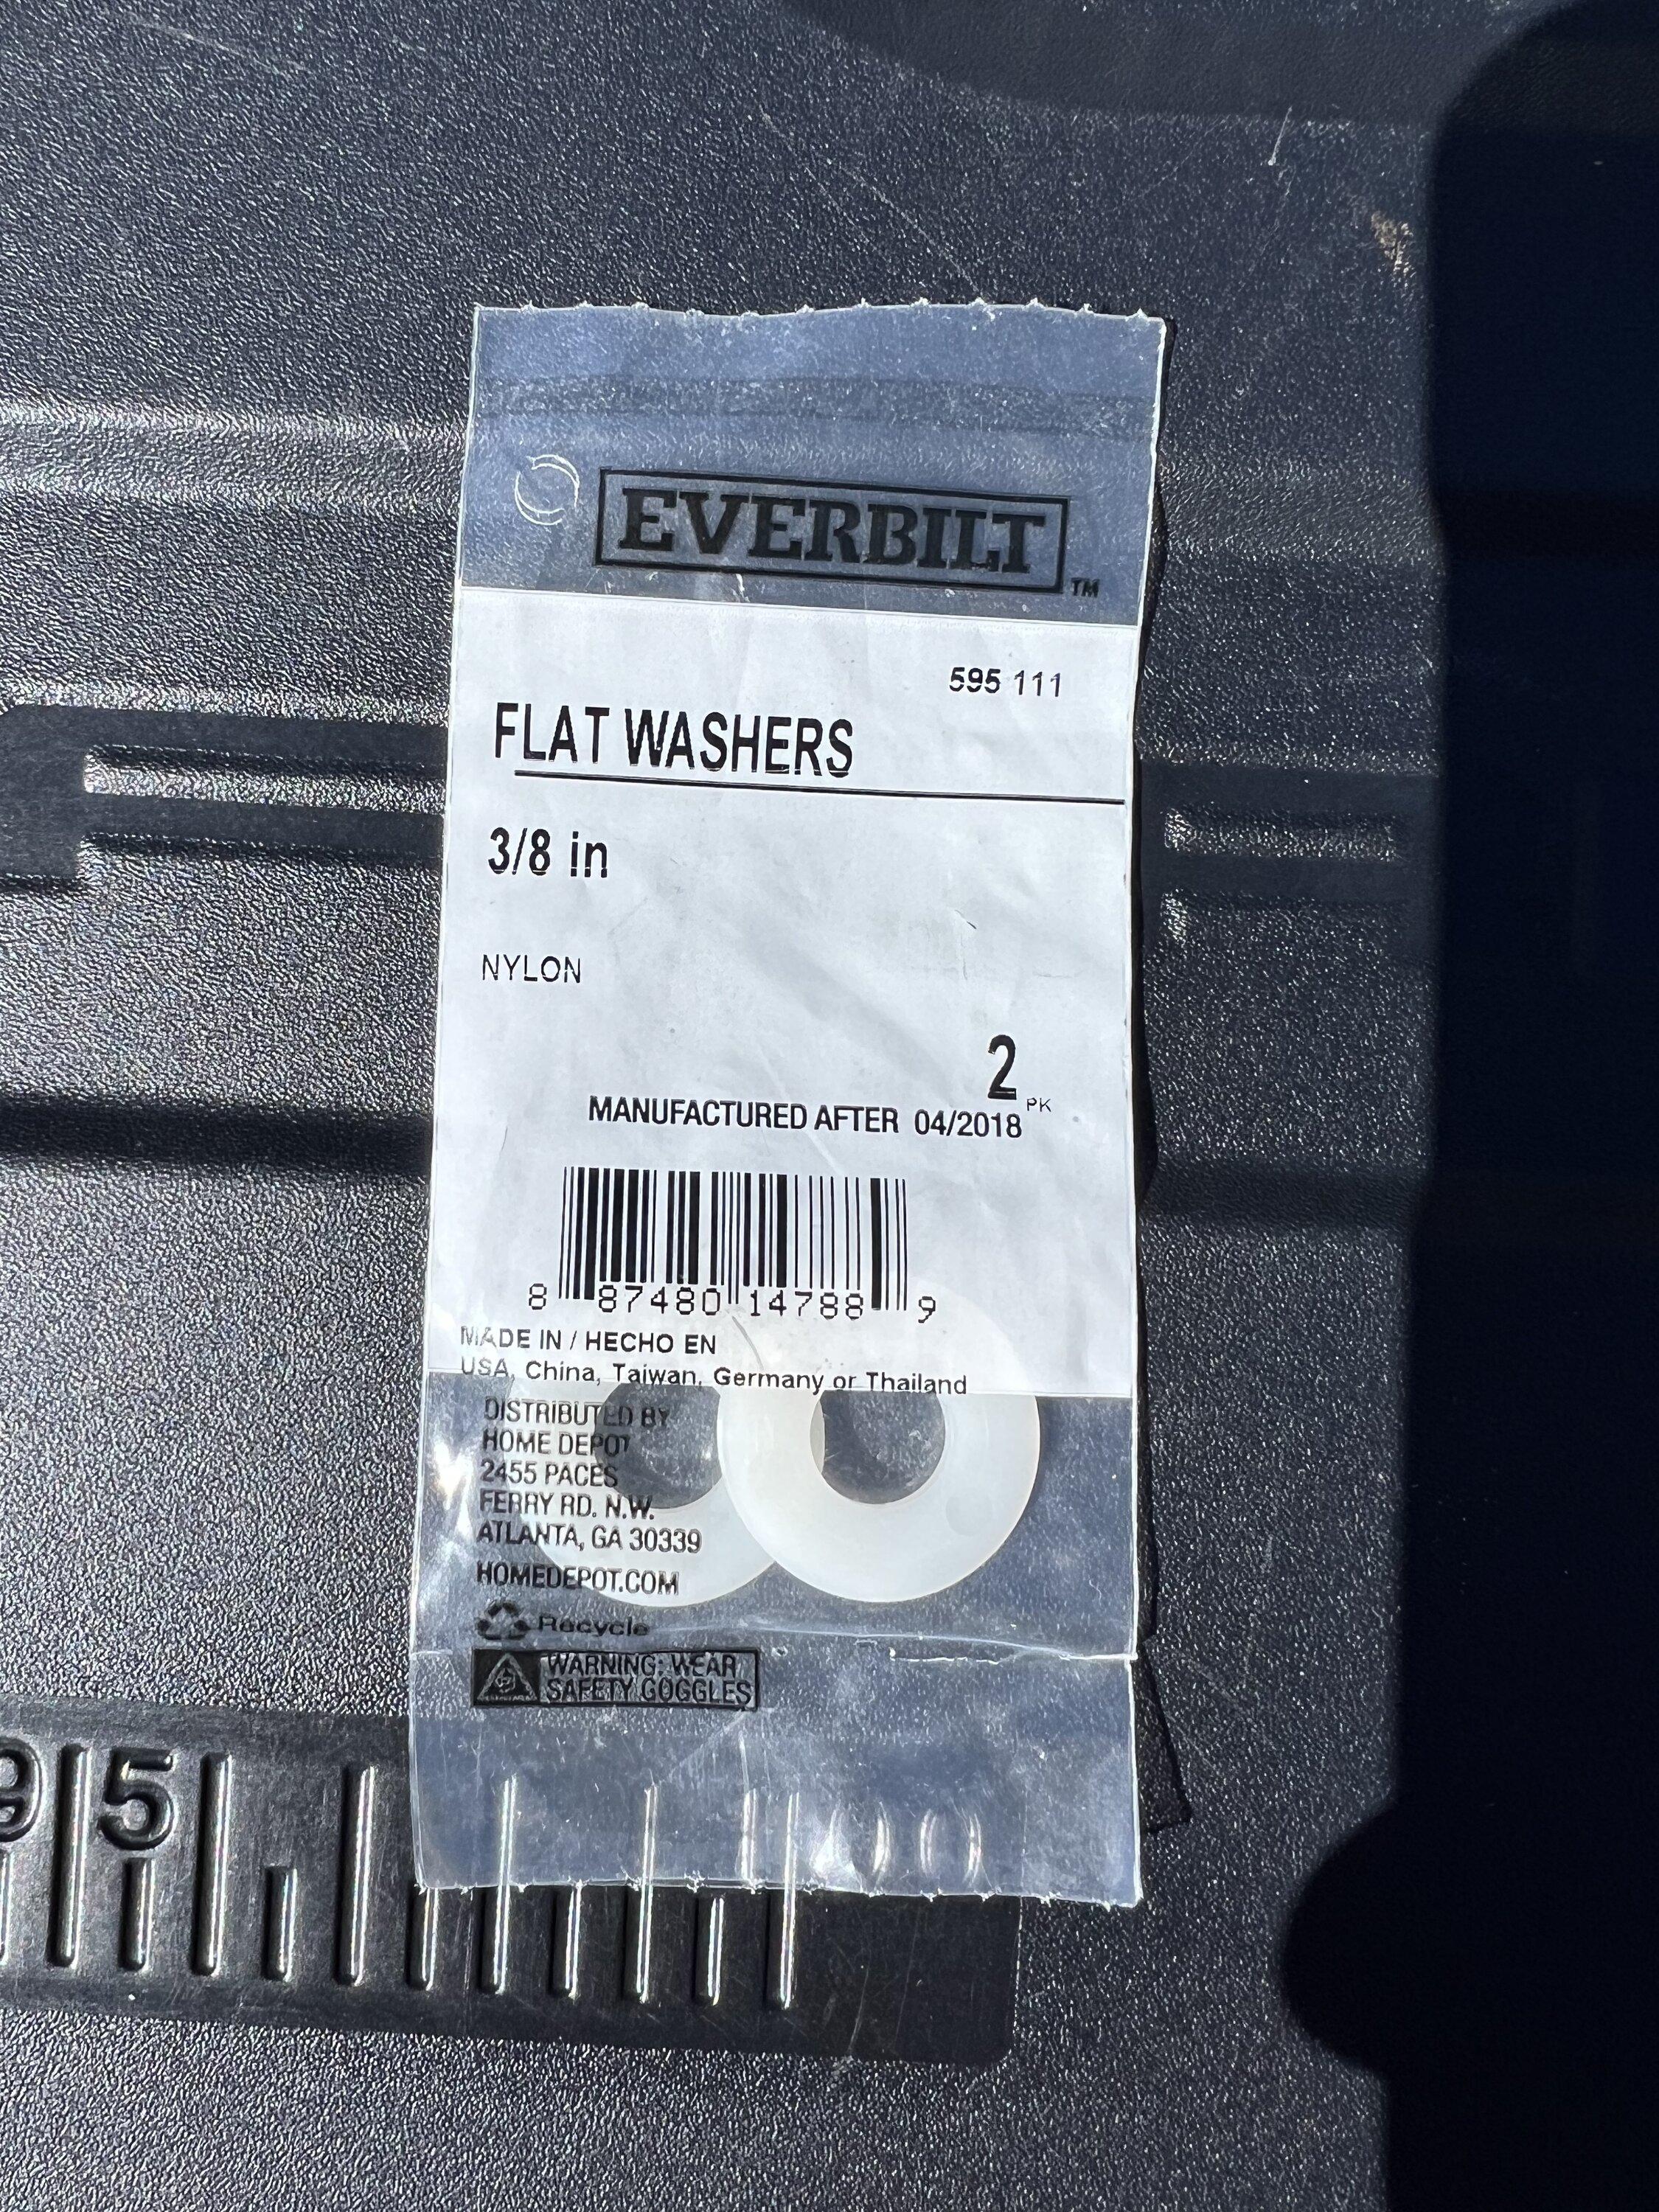 EVERBILT
TM
595 111
FLAT WASHERS
3/8 in
NYLON
2 PK
MANUFACTURED AFTER 04/2018
8 87480 14788 9
MADE IN / HECHO EN
USA, China, Taiwan, Germany or Thailand
DISTRIBUTED BY
HOME DEPOT
2455 PACES
FERRY RD. N.W.
ATLANTA, GA 30339
HOMEDEPOT.COM
Recycle
WARNING: WEAR
SAFETY GOGGLES
9 5